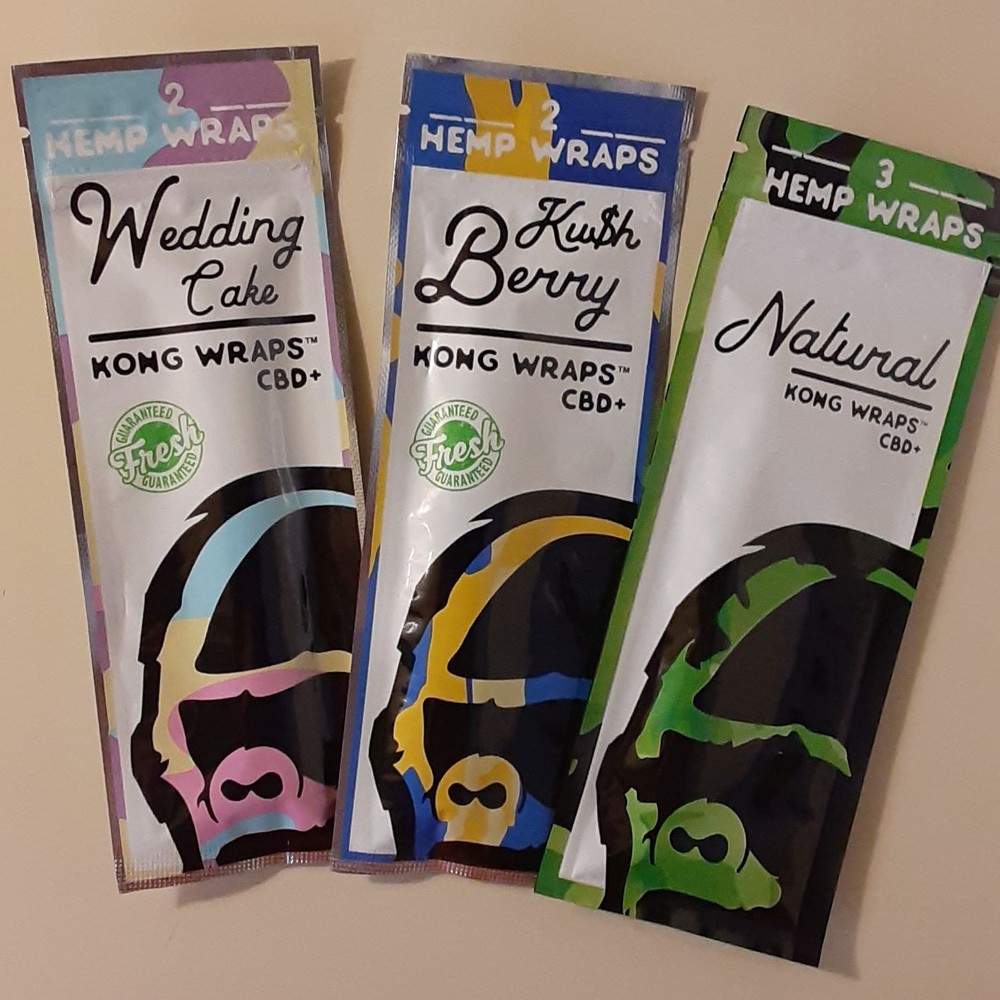 2
HEMP WRAPS
Wedding
Cake
KONG WRAPS™
CBD+
GUARANTEED
Fresh
GUARANTEED
2
HEMP WRAPS
Ku$h
Berry
KONG WRAPS™
CBD+
GUARANTEED
Fresh
GUARANTEED
3
HEMP WRAPS
Natural
KONG WRAPS™
CBD+